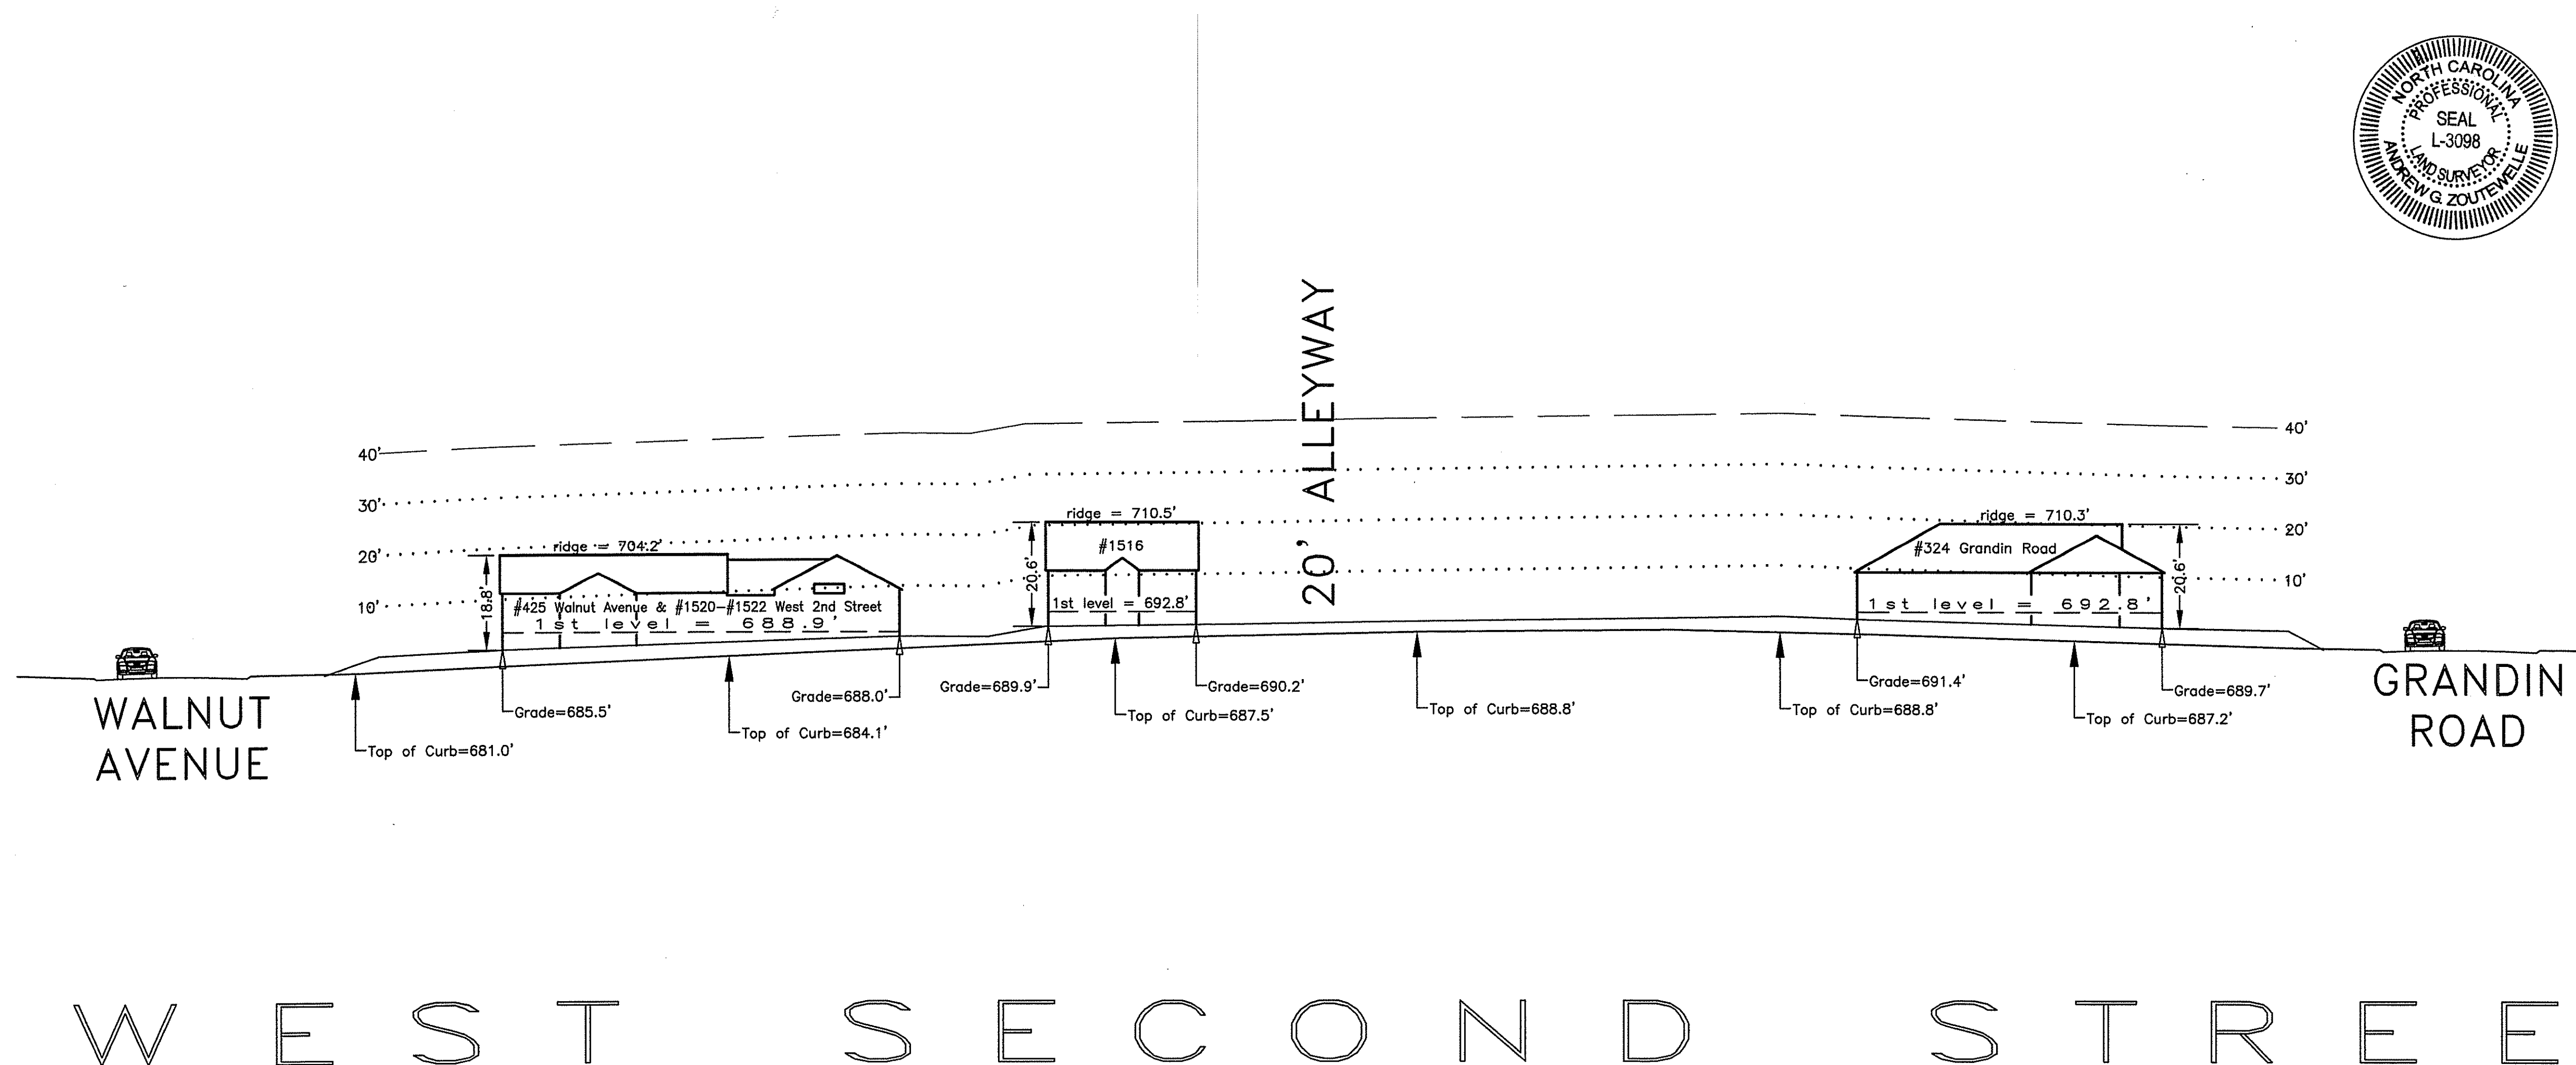 NORTH CAROLINA
PROFESSIONAL
SEAL
L-3098
LAND SURVEYOR
ANDREW G. ZOUTEWELLE
20' ALLEYWAY
40'
40'
30'
30'
20'
20'
10'
10'
ridge = 704.2'
18.8'
#425 Walnut Avenue & #1520-#1522 West 2nd Street
1st level = 688.9'
ridge = 710.5'
20.6'
#1516
1st level = 692.8'
ridge = 710.3'
#324 Grandin Road
20.6'
1st level = 692.8'
WALNUT
AVENUE
Top of Curb=681.0'
Grade=685.5'
Top of Curb=684.1'
Grade=688.0'
Grade=689.9'
Top of Curb=687.5'
Grade=690.2'
Top of Curb=688.8'
Top of Curb=688.8'
Grade=691.4'
Top of Curb=687.2'
Grade=689.7'
GRANDIN
ROAD
WEST SECOND STREE